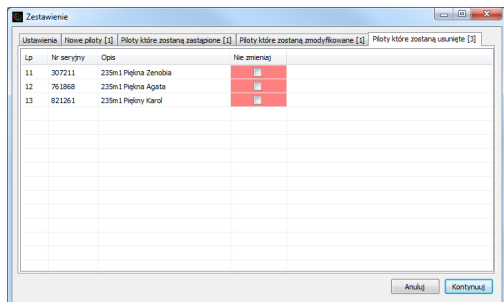 Zestawienie
Ustawienia Nowe piloty [1] Piloty które zostaną zastąpione [1] Piloty które zostaną zmodyfikowane [1] Piloty które zostaną usunięte [3]
Lp Nr seryjny Opis Nie zmieniaj
11 307211 235m1 Piękna Zenobia
12 761868 235m1 Piękna Agata
13 821261 235m1 Piękny Karol
Anuluj Kontynuuj